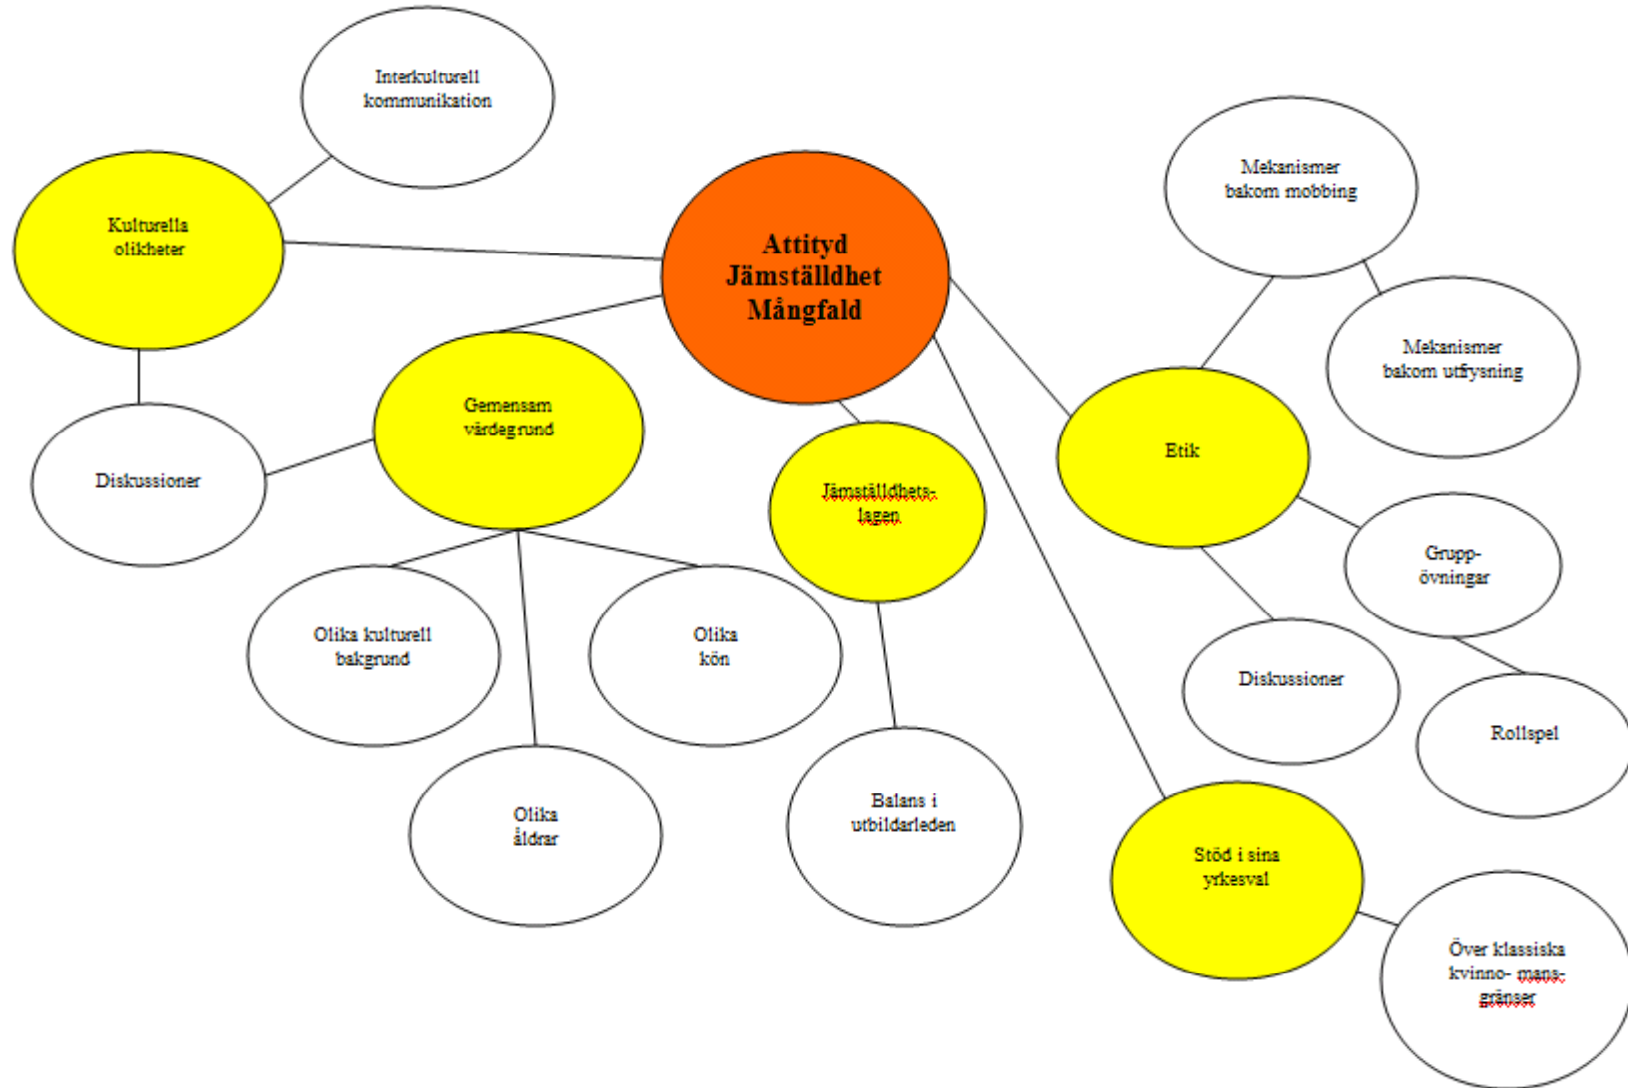 Interkulturell
kommunikation
Kulturella
olikheter
Attityd
Jämställdhet
Mångfald
Mekanismer
bakom mobbing
Mekanismer
bakom utfrysning
Gemensam
värdegrund
Etik
Diskussioner
Jämställdhets-
lagen
Grupp-
övningar
Olika kulturell
bakgrund
Olika
kön
Diskussioner
Rollspel
Olika
åldrar
Balans i
utbildarleden
Stöd i sina
yrkesval
Över klassiska
kvinno- mans-
gränser